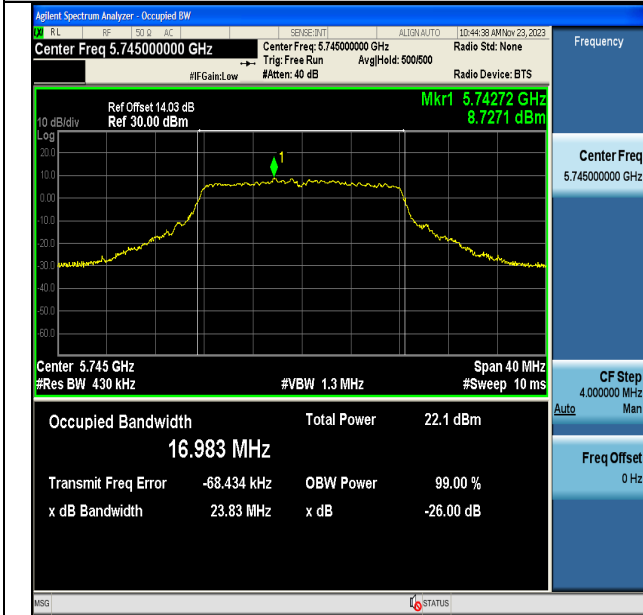 Agilent Spectrum Analyzer - Occupied BW
RL RF 50 Ω AC SENSE:INT ALIGN AUTO 10:44:38 AM Nov 23, 2023
Center Freq 5.745000000 GHz Center Freq: 5.745000000 GHz Radio Std: None
Trig: Free Run Avg|Hold: 500/500
#IFGain:Low #Atten: 40 dB Radio Device: BTS
Ref Offset 14.03 dB Mkr1 5.74272 GHz
10 dB/div Ref 30.00 dBm 8.7271 dBm
Log
20.0
1
10.0
0.00
-10.0
-20.0
-30.0
-40.0
-50.0
-60.0
Center 5.745 GHz Span 40 MHz
#Res BW 430 kHz #VBW 1.3 MHz #Sweep 10 ms
Occupied Bandwidth Total Power 22.1 dBm
16.983 MHz
Transmit Freq Error -68.434 kHz OBW Power 99.00 %
x dB Bandwidth 23.83 MHz x dB -26.00 dB
MSG STATUS
Frequency
Center Freq
5.745000000 GHz
CF Step
4.000000 MHz
Auto Man
Freq Offset
0 Hz